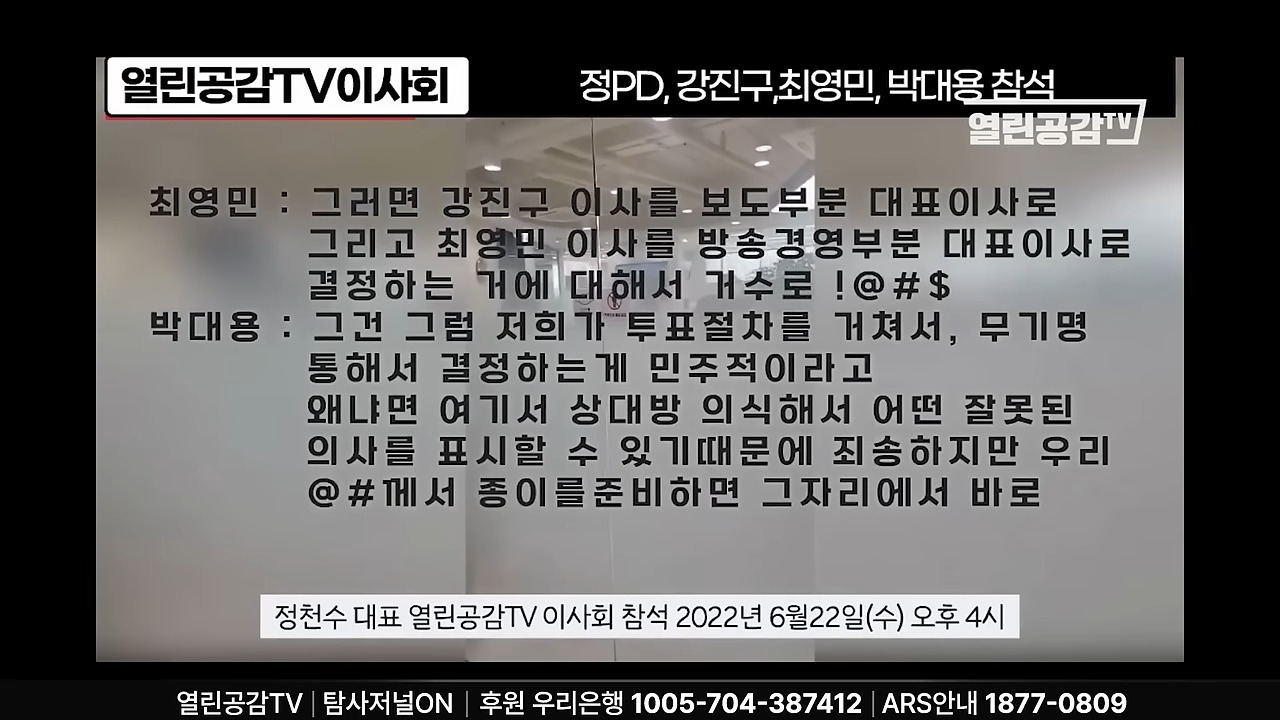 열린공감TV이사회
정PD, 강진구,최영민, 박대용 참석
열린공감TV
최영민 : 그러면 강진구 이사를 보도부분 대표이사로
그리고 최영민 이사를 방송경영부분 대표이사로
결정하는 거에 대해서 거수로 !@#$
박대용 : 그건 그럼 저희가 투표절차를 거쳐서, 무기명
통해서 결정하는게 민주적이라고
왜냐면 여기서 상대방 의식해서 어떤 잘못된
의사를 표시할 수 있기때문에 죄송하지만 우리
@#께서 종이를준비하면 그자리에서 바로
정천수 대표 열린공감TV 이사회 참석 2022년 6월22일(수) 오후 4시
열린공감TV | 탐사저널ON | 후원 우리은행 1005-704-387412 | ARS안내 1877-0809